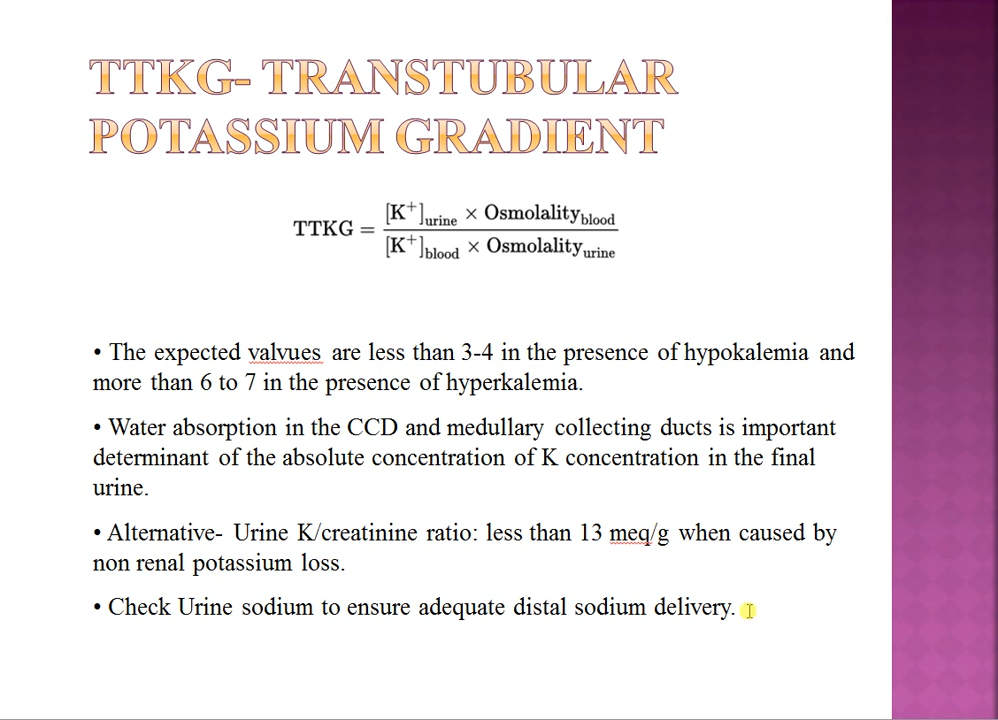 TTKG- TRANSTUBULAR
POTASSIUM GRADIENT
TTKG = [K⁺]urine × Osmolalityblood
[K⁺]blood × Osmolalityurine
• The expected valvues are less than 3-4 in the presence of hypokalemia and
more than 6 to 7 in the presence of hyperkalemia.
• Water absorption in the CCD and medullary collecting ducts is important
determinant of the absolute concentration of K concentration in the final
urine.
• Alternative- Urine K/creatinine ratio: less than 13 meq/g when caused by
non renal potassium loss.
• Check Urine sodium to ensure adequate distal sodium delivery.